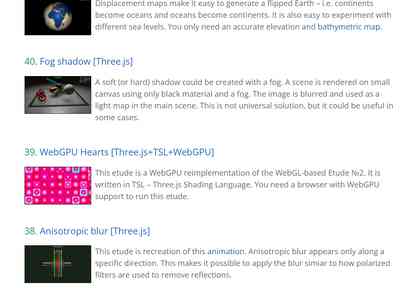 Displacement maps make it easy to generate a flipped Earth – i.e. continents
become oceans and oceans become continents. It is also easy to experiment with
different sea levels. You only need an accurate elevation and bathymetric map.
40. Fog shadow [Three.js]
A soft (or hard) shadow could be created with a fog. A scene is rendered on small
canvas using only black material and a fog. The image is blurred and used as a
light map in the main scene. This is not universal solution, but it could be useful in
some cases.
39. WebGPU Hearts [Three.js+TSL+WebGPU]
This etude is a WebGPU reimplementation of the WebGL-based Etude №2. It is
written in TSL – Three.js Shading Language. You need a browser with WebGPU
support to run this etude.
38. Anisotropic blur [Three.js]
This etude is recreation of this animation. Anisotropic blur appears only along a
specific direction. This makes it possible to apply the blur simiar to how polarized
filters are used to remove reflections.